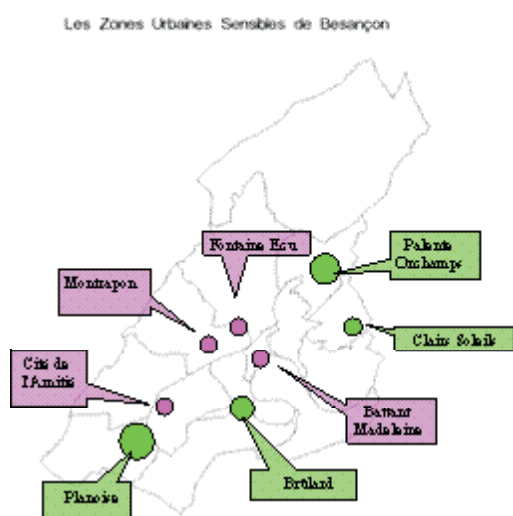 Les Zones Urbaines Sensibles de Besançon
Fontaine Ecu
Palente
Orchamps
Montrapon
Clairs Soleils
Cité de
l'Amitié
Battant
Madeleine
Brûlard
Planoise